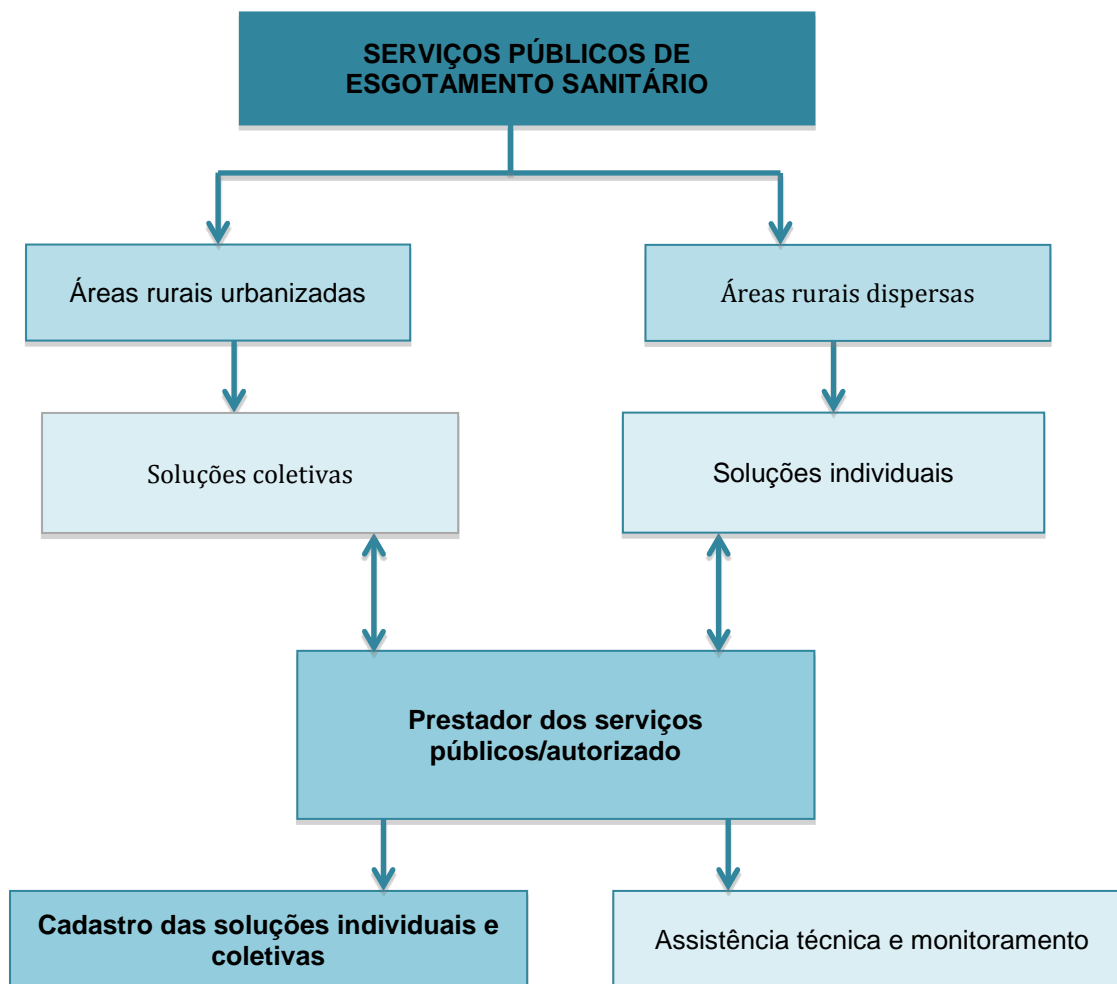 SERVIÇOS PÚBLICOS DE
ESGOTAMENTO SANITÁRIO
Áreas rurais urbanizadas
Áreas rurais dispersas
Soluções coletivas
Soluções individuais
Prestador dos serviços
públicos/autorizado
Cadastro das soluções individuais e
coletivas
Assistência técnica e monitoramento